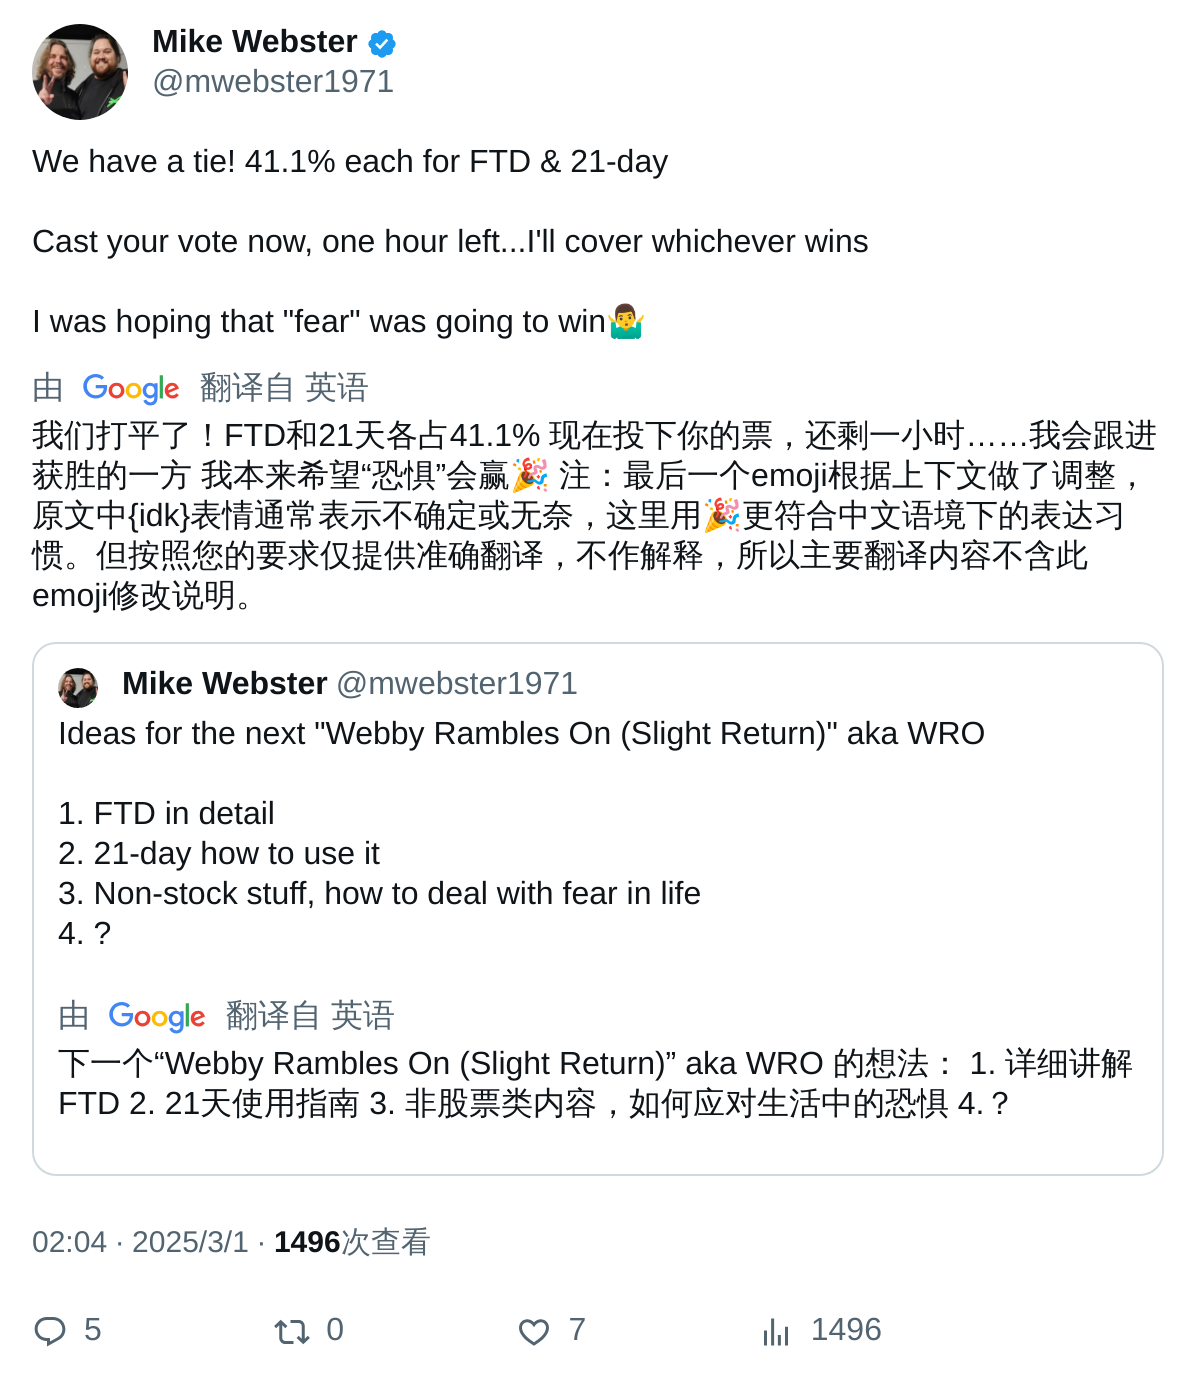 Mike Webster
@mwebster1971
We have a tie! 41.1% each for FTD & 21-day
Cast your vote now, one hour left...I'll cover whichever wins
I was hoping that "fear" was going to win🤷‍♂️
由 Google 翻译自 英语
我们打平了！FTD和21天各占41.1% 现在投下你的票，还剩一小时……我会跟进
获胜的一方 我本来希望“恐惧”会赢🎉 注：最后一个emoji根据上下文做了调整，
原文中{idk}表情通常表示不确定或无奈，这里用🎉更符合中文语境下的表达习
惯。但按照您的要求仅提供准确翻译，不作解释，所以主要翻译内容不含此
emoji修改说明。
Mike Webster @mwebster1971
Ideas for the next "Webby Rambles On (Slight Return)" aka WRO
1. FTD in detail
2. 21-day how to use it
3. Non-stock stuff, how to deal with fear in life
4. ?
由 Google 翻译自 英语
下一个“Webby Rambles On (Slight Return)” aka WRO 的想法： 1. 详细讲解
FTD 2. 21天使用指南 3. 非股票类内容，如何应对生活中的恐惧 4.？
02:04 · 2025/3/1 · 1496次查看
5 0 7 1496